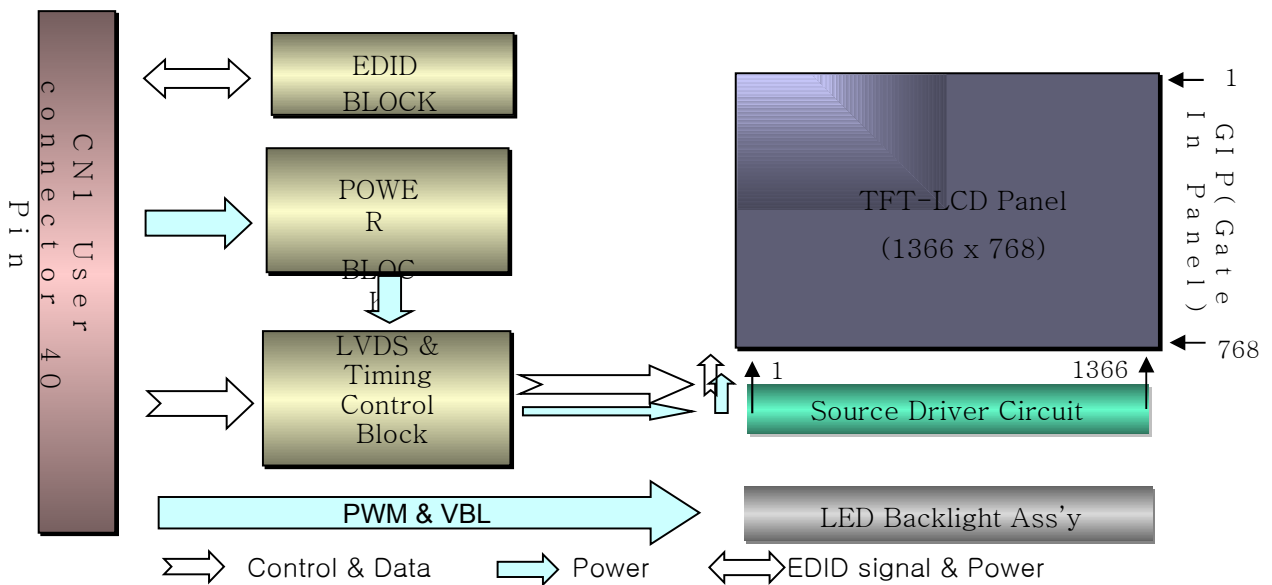 CN1 User
connector 40
Pin
EDID
BLOCK
POWE
R
BLOCK
LVDS &
Timing
Control
Block
TFT-LCD Panel
(1366 x 768)
1
GIP(Gate
In Panel)
768
1
1366
Source Driver Circuit
PWM & VBL
LED Backlight Ass'y
Control & Data
Power
EDID signal & Power